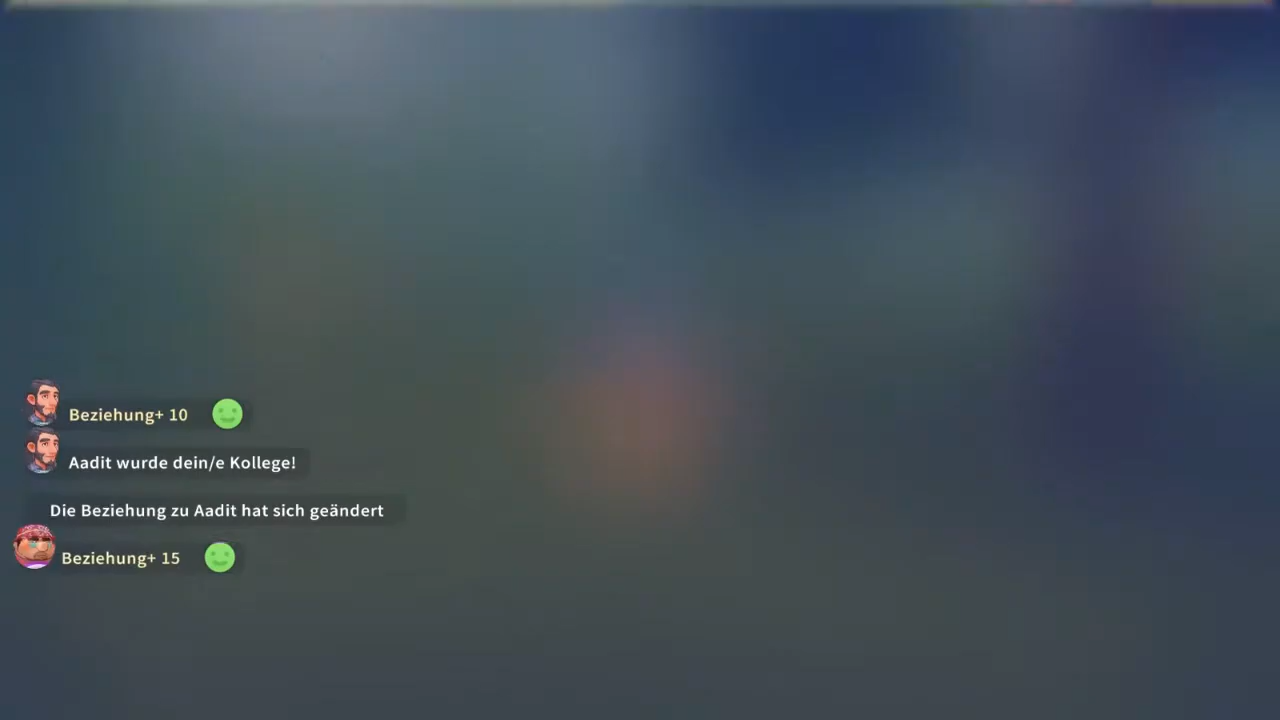 Beziehung+ 10
Aadit wurde dein/e Kollege!
Die Beziehung zu Aadit hat sich geändert
Beziehung+ 15